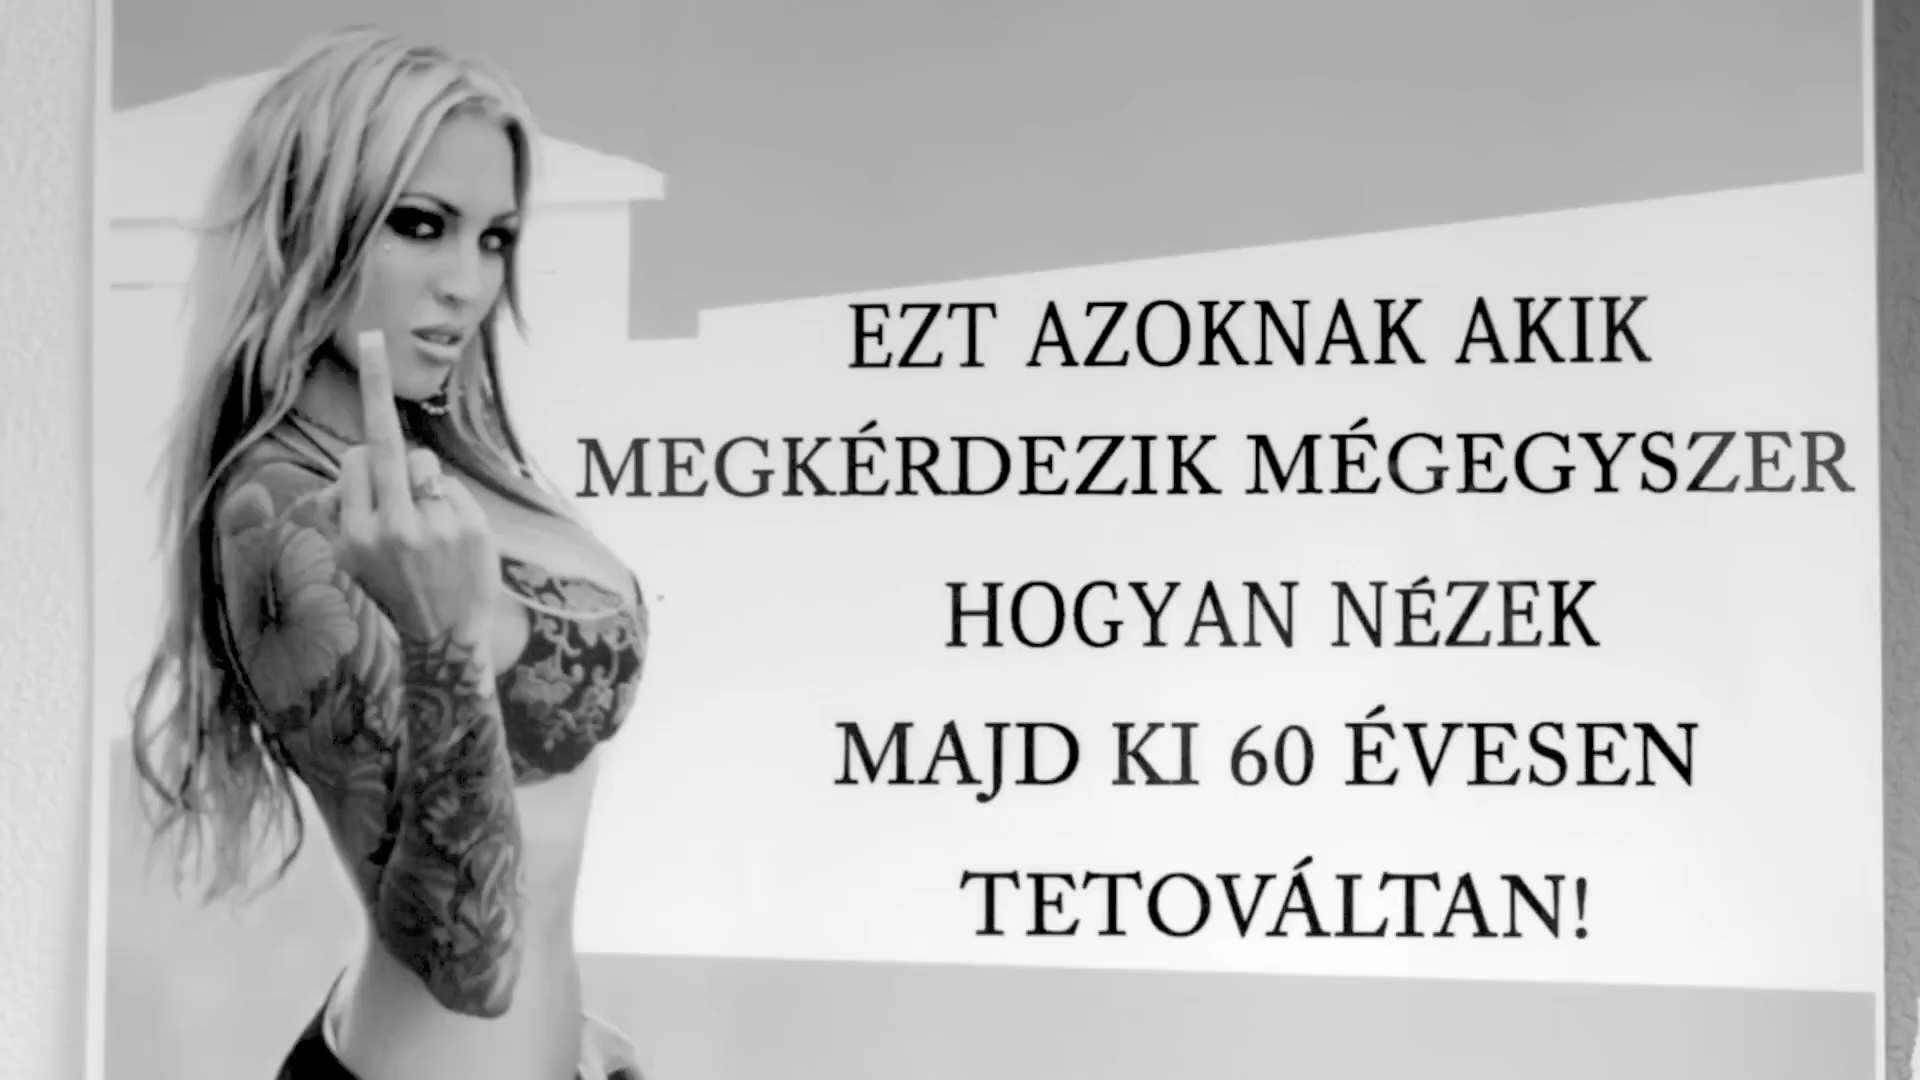 EZT AZOKNAK AKIK
MEGKÉRDEZIK MÉGEGYSZER
HOGYAN NÉZEK
MAJD KI 60 ÉVESEN
TETOVÁLTAN!